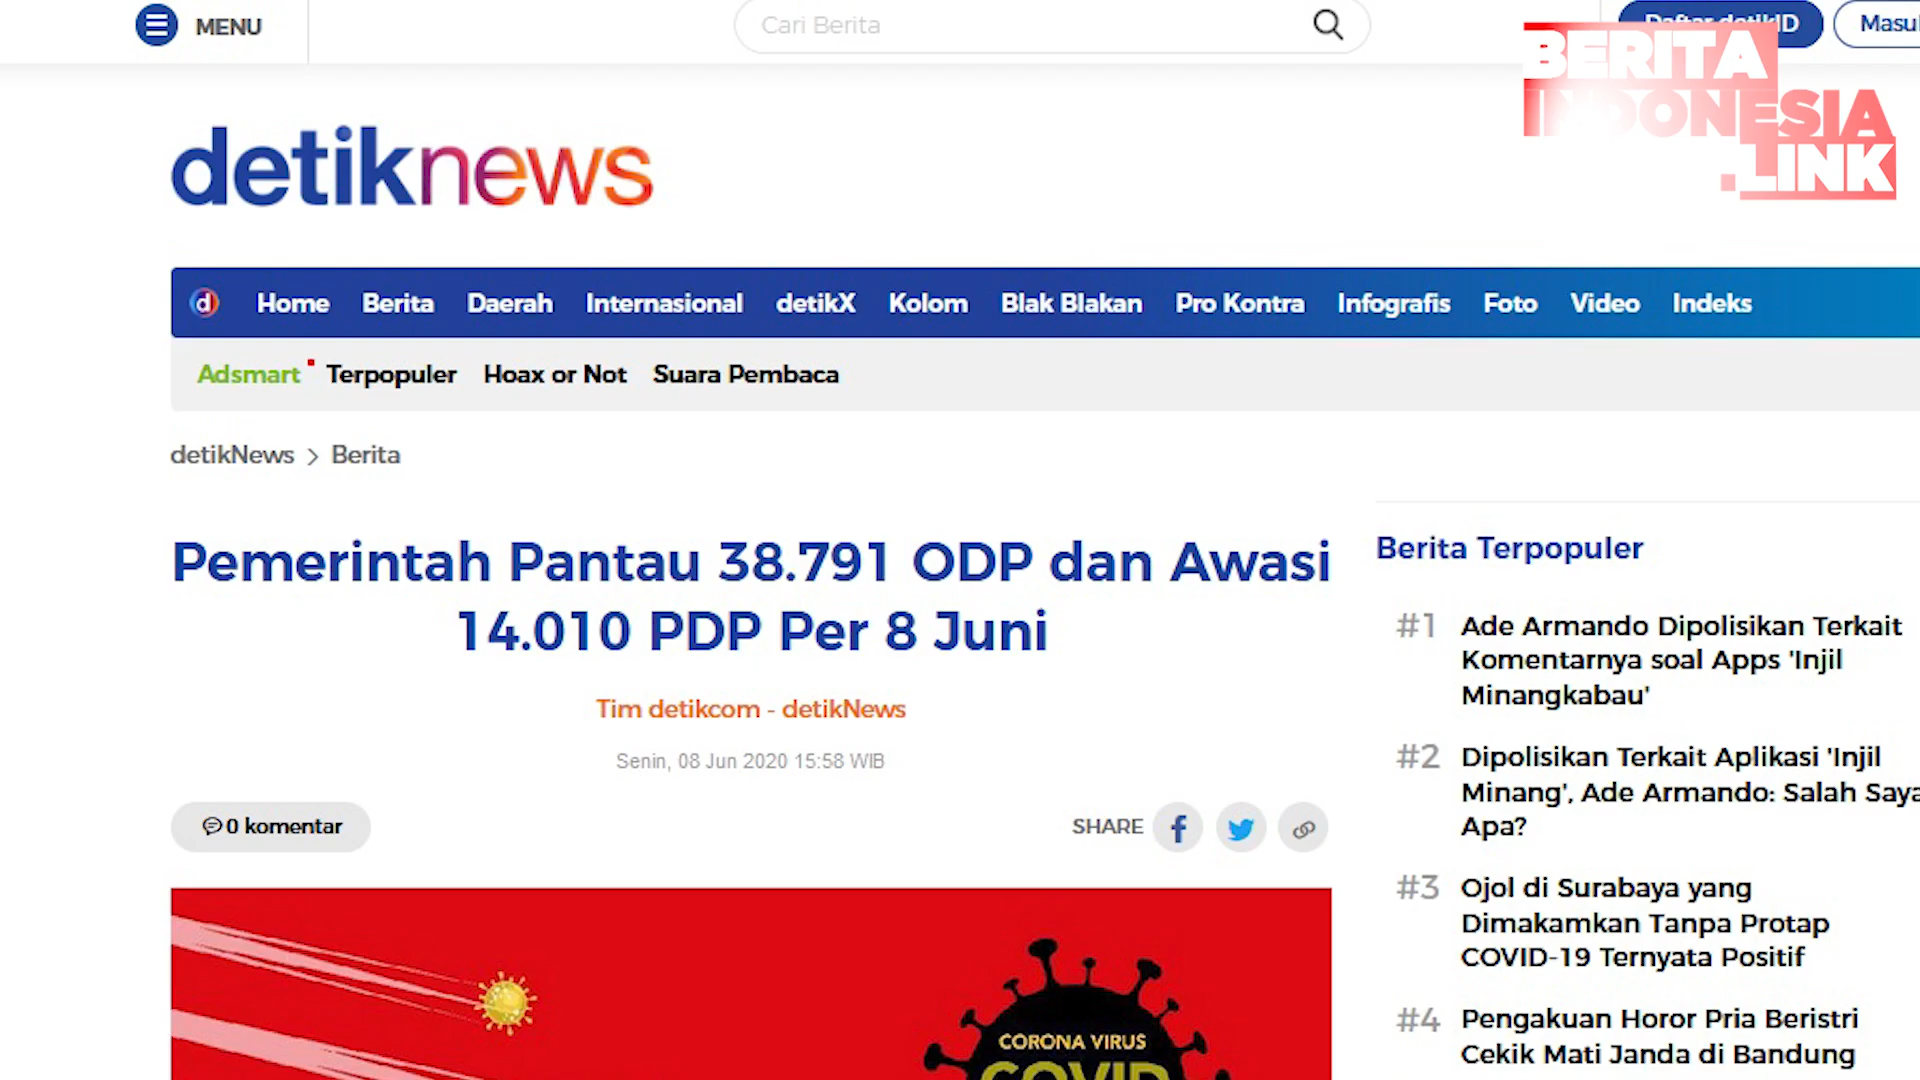 MENU
Cari Berita
Daftar detikID
BERITA
INDONESIA
.LINK
detiknews
d Home Berita Daerah Internasional detikX Kolom Blak Blakan Pro Kontra Infografis Foto Video Indeks
Adsmart Terpopuler Hoax or Not Suara Pembaca
detikNews > Berita
Pemerintah Pantau 38.791 ODP dan Awasi
14.010 PDP Per 8 Juni
Tim detikcom - detikNews
Senin, 08 Jun 2020 15:58 WIB
0 komentar
SHARE
Berita Terpopuler
#1 Ade Armando Dipolisikan Terkait
Komentarnya soal Apps 'Injil
Minangkabau'
#2 Dipolisikan Terkait Aplikasi 'Injil
Minang', Ade Armando: Salah Saya
Apa?
#3 Ojol di Surabaya yang
Dimakamkan Tanpa Protap
COVID-19 Ternyata Positif
#4 Pengakuan Horor Pria Beristri
Cekik Mati Janda di Bandung
CORONA VIRUS
COVID